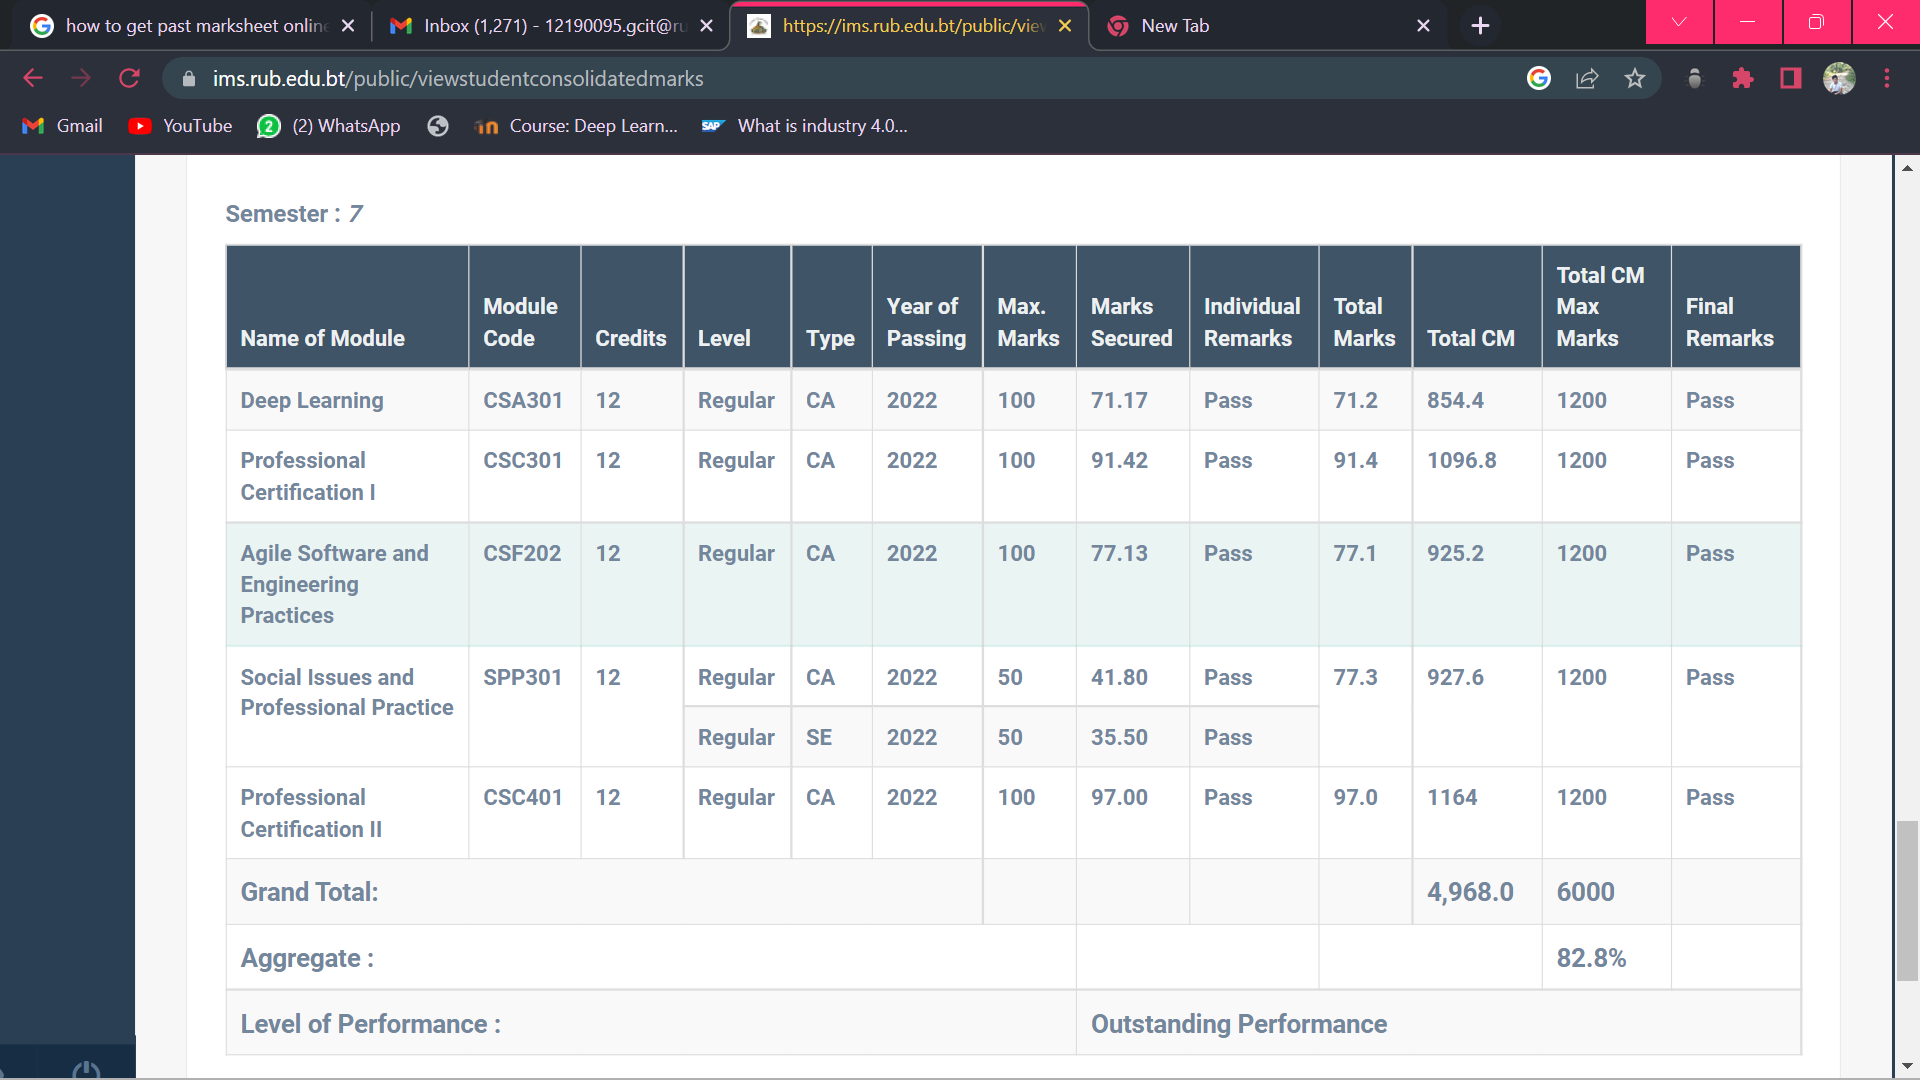 how to get past marksheet online
Inbox (1,271) - 12190095.gcit@ru
https://ims.rub.edu.bt/public/view
New Tab
ims.rub.edu.bt/public/viewstudentconsolidatedmarks
Gmail
YouTube
2
(2) WhatsApp
Course: Deep Learn...
SAP
What is industry 4.0...
Semester : 7
Name of Module Module Code Credits Level Type Year of Passing Max. Marks Marks Secured Individual Remarks Total Marks Total CM Total CM Max Marks Final Remarks
Deep Learning CSA301 12 Regular CA 2022 100 71.17 Pass 71.2 854.4 1200 Pass
Professional Certification I CSC301 12 Regular CA 2022 100 91.42 Pass 91.4 1096.8 1200 Pass
Agile Software and Engineering Practices CSF202 12 Regular CA 2022 100 77.13 Pass 77.1 925.2 1200 Pass
Social Issues and Professional Practice SPP301 12 Regular CA 2022 50 41.80 Pass 77.3 927.6 1200 Pass
Regular SE 2022 50 35.50 Pass
Professional Certification II CSC401 12 Regular CA 2022 100 97.00 Pass 97.0 1164 1200 Pass
Grand Total: 4,968.0 6000
Aggregate : 82.8%
Level of Performance : Outstanding Performance